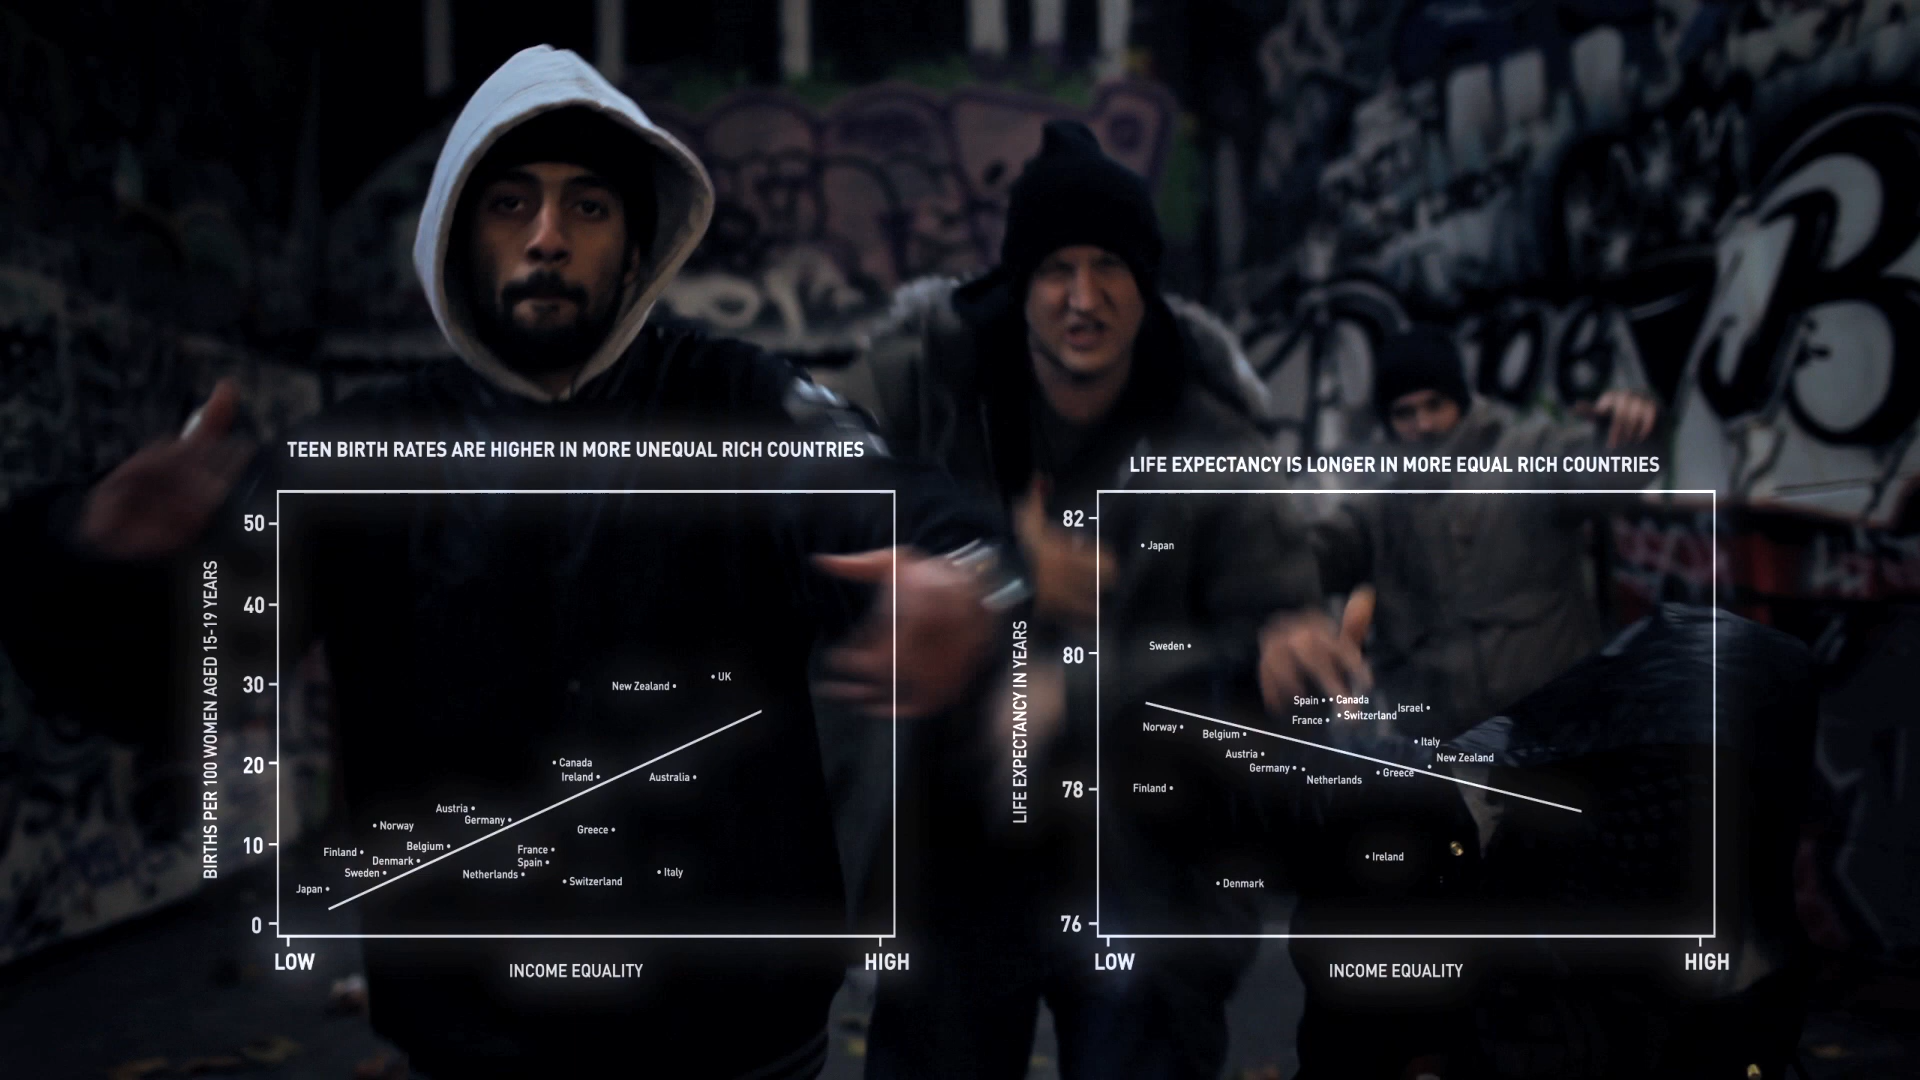 TEEN BIRTH RATES ARE HIGHER IN MORE UNEQUAL RICH COUNTRIES
BIRTHS PER 100 WOMEN AGED 15-19 YEARS
50
40
30
20
10
0
UK
New Zealand
Canada
Ireland
Australia
Austria
Germany
Norway
Greece
Belgium
Finland
France
Denmark
Spain
Sweden
Netherlands
Italy
Switzerland
Japan
LOW
INCOME EQUALITY
HIGH
LIFE EXPECTANCY IS LONGER IN MORE EQUAL RICH COUNTRIES
LIFE EXPECTANCY IN YEARS
82
80
78
76
Japan
Sweden
Spain
Canada
Israel
Switzerland
France
Norway
Belgium
Italy
Austria
New Zealand
Germany
Greece
Netherlands
Finland
Ireland
Denmark
LOW
INCOME EQUALITY
HIGH